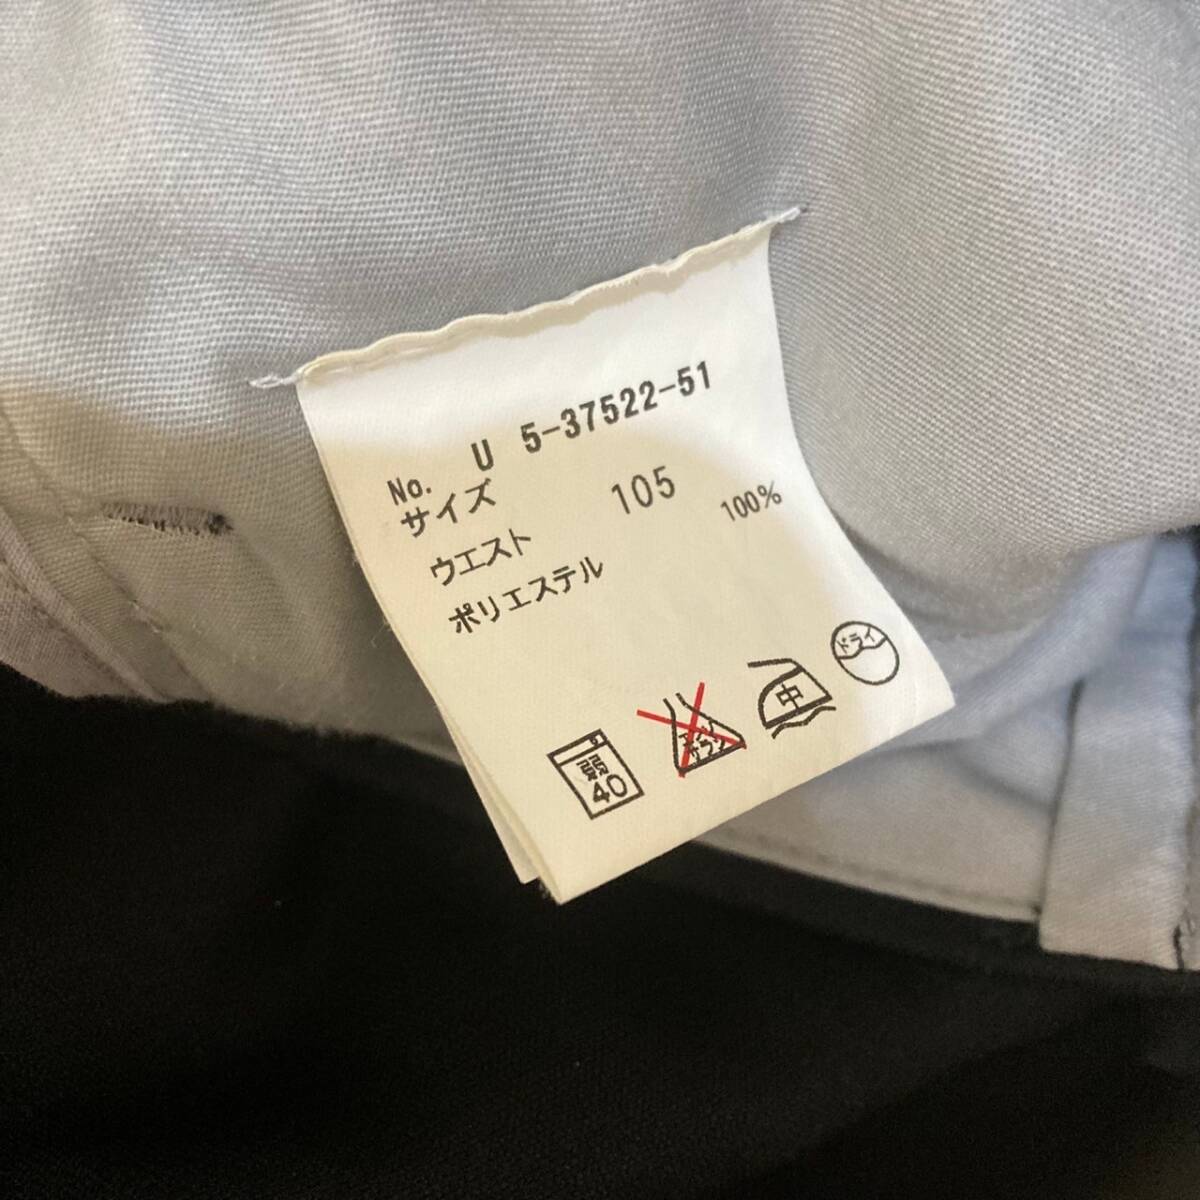 No. U 5-37522-51
サイズ
ウエスト 105
ポリエステル 100%
弱 40
エンソ サラシ
中
ドライ